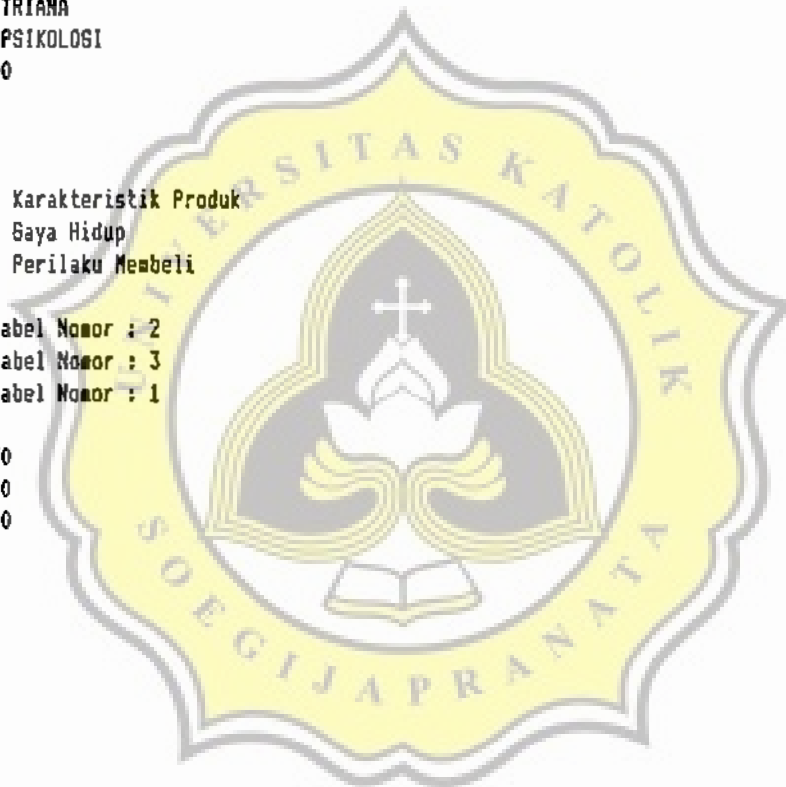 TRIANA
PSIKOLOGI
0
Karakteristik Produk
Gaya Hidup
Perilaku Membeli
abel Nomor : 2
abel Nomor : 3
abel Nomor : 1
0
0
0
UNIVERSITAS KATOLIK
SOEGIJAPRANATA